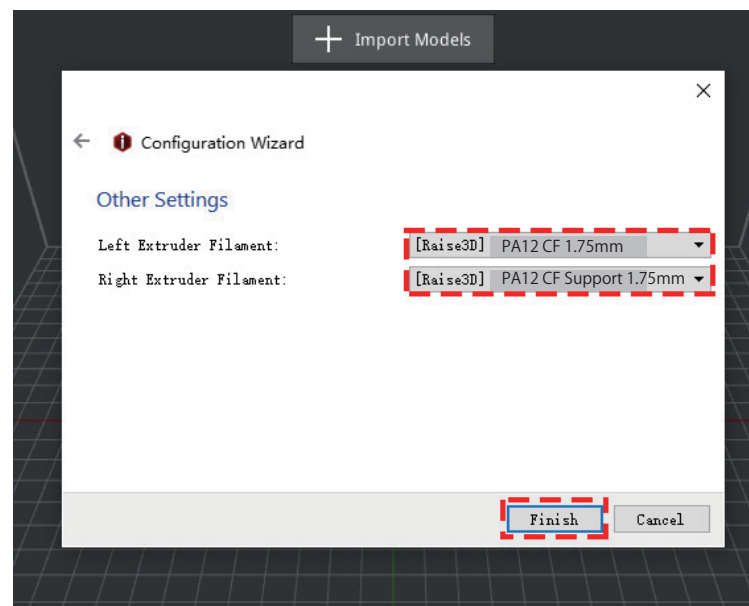 Import Models
Configuration Wizard
Other Settings
Left Extruder Filament: [Raise3D] PA12 CF 1.75mm
Right Extruder Filament: [Raise3D] PA12 CF Support 1.75mm
Finish Cancel